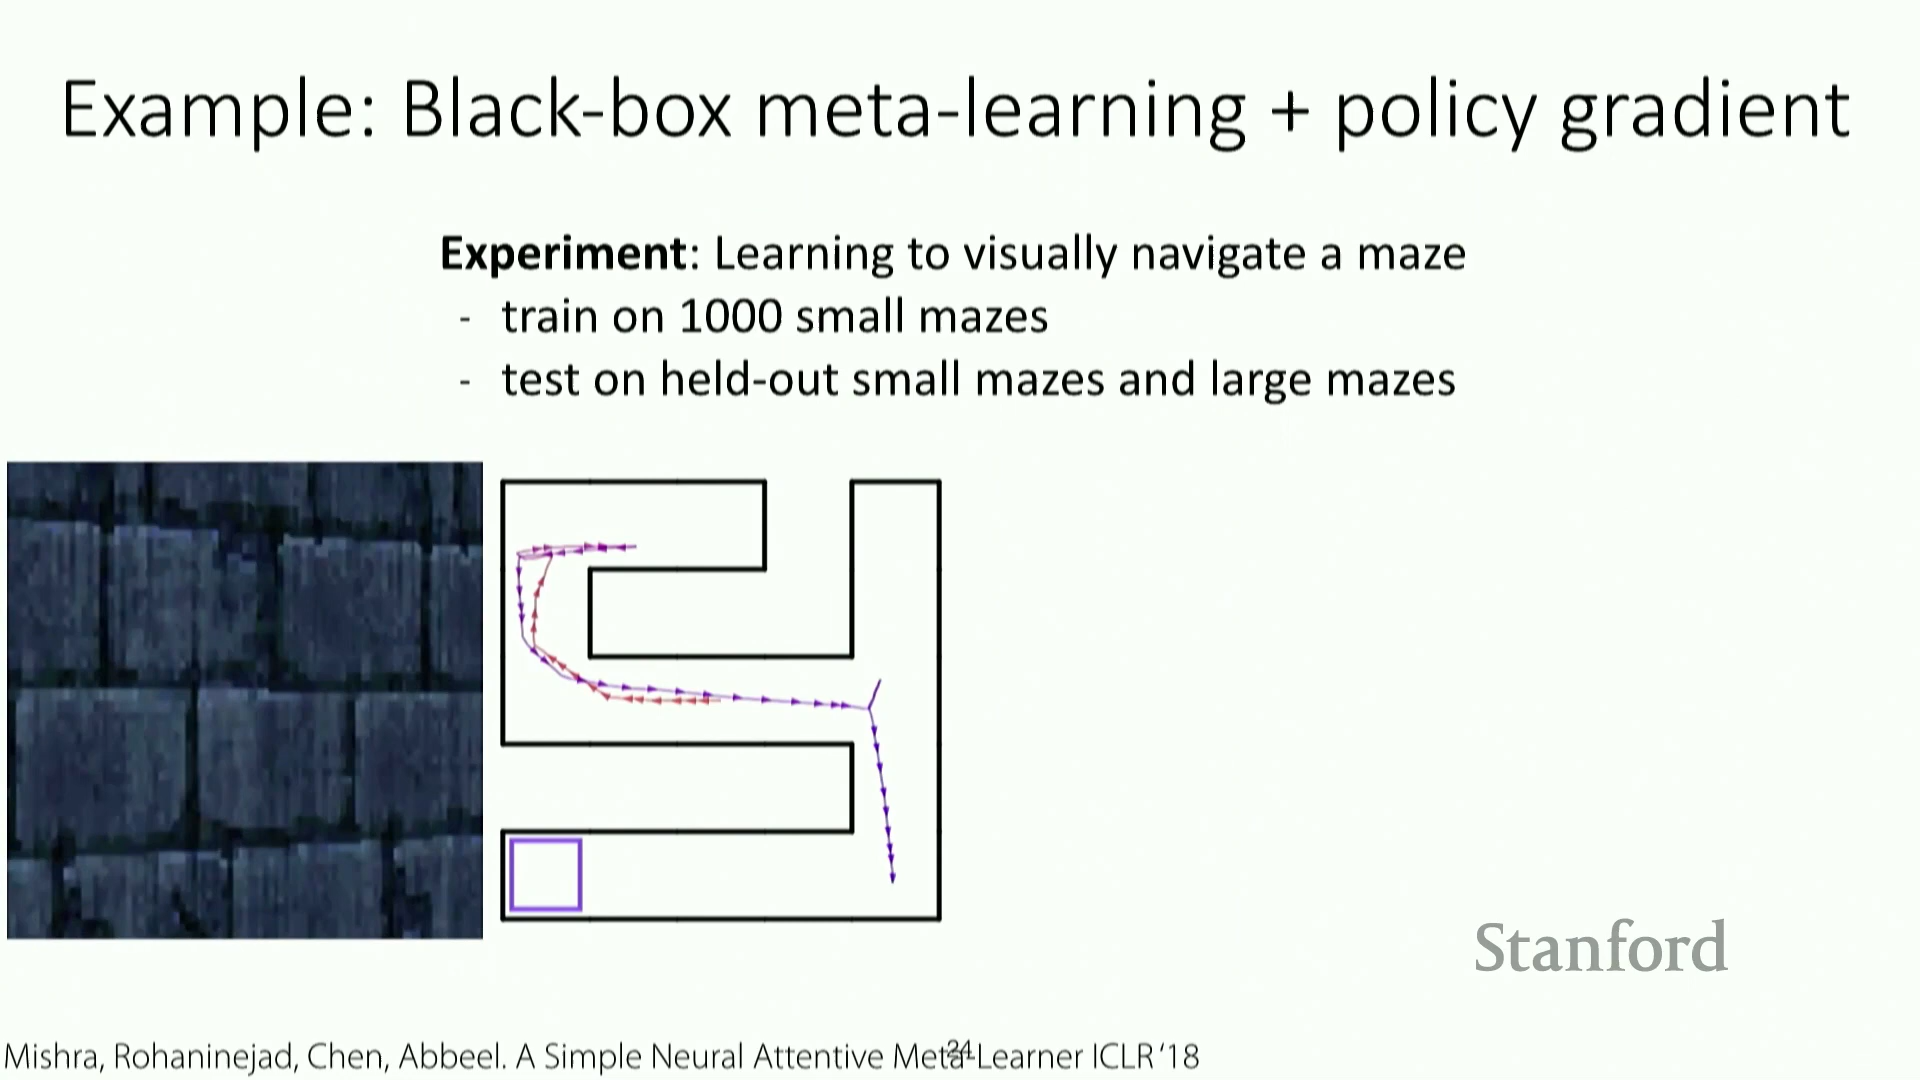 Example: Black-box meta-learning + policy gradient
Experiment: Learning to visually navigate a maze
- train on 1000 small mazes
- test on held-out small mazes and large mazes
Stanford
Mishra, Rohaninejad, Chen, Abbeel. A Simple Neural Attentive Meta-Learner ICLR '18
24